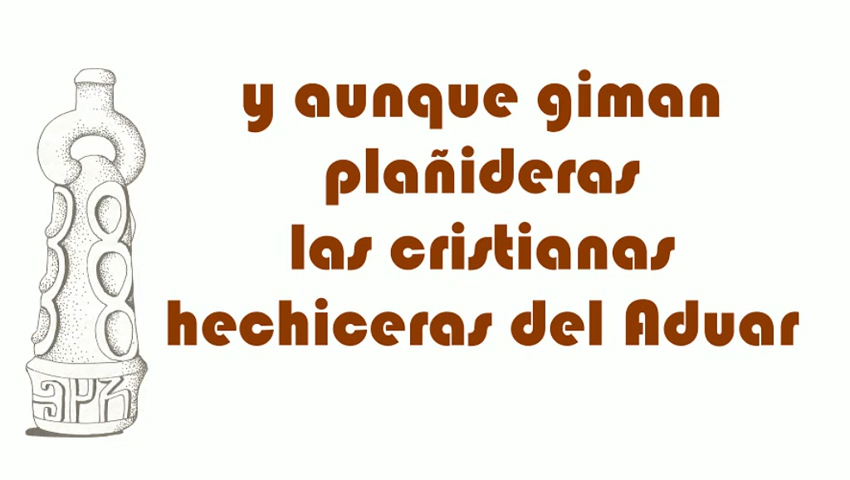 y aunque giman
plañideras
las cristianas
hechiceras del Aduar